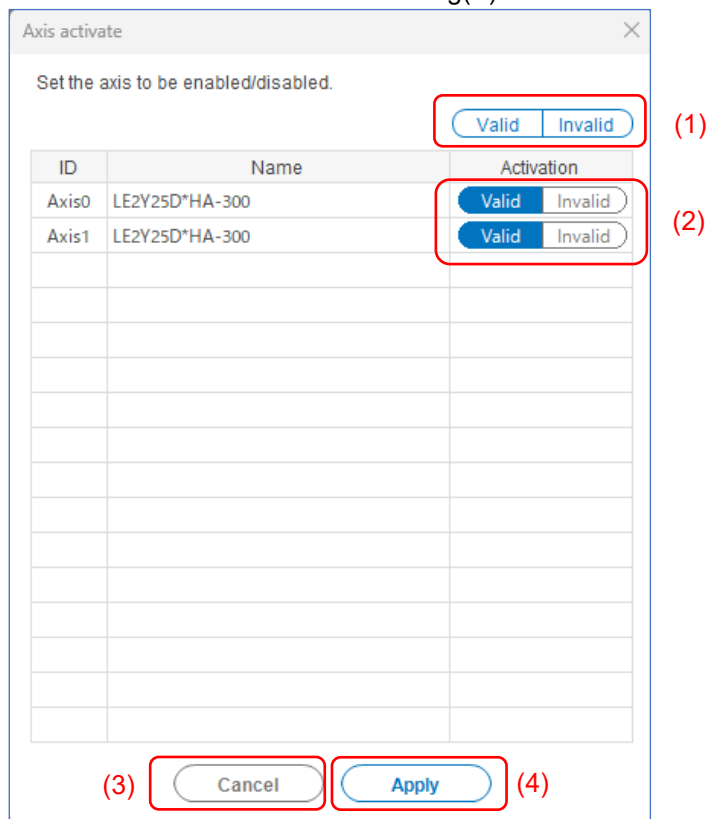 Axis activate
Set the axis to be enabled/disabled.
Valid Invalid (1)
ID Name Activation
Axis0 LE2Y25D*HA-300 Valid Invalid
(2)
Axis1 LE2Y25D*HA-300 Valid Invalid
(3) Cancel Apply (4)